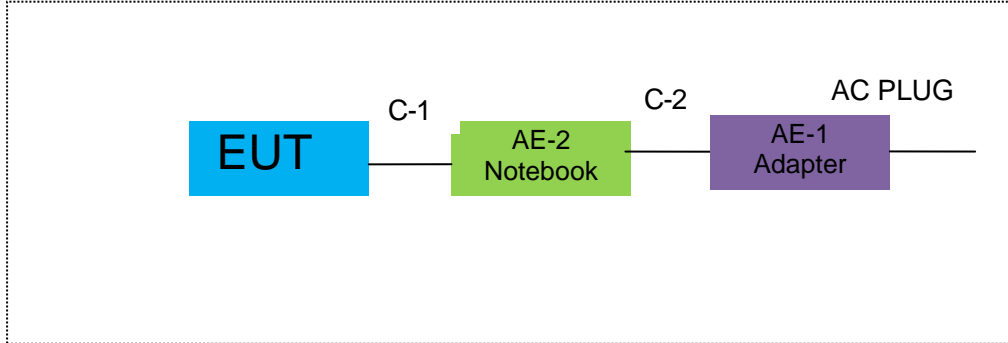 EUT
C-1
AE-2
Notebook
C-2
AE-1
Adapter
AC PLUG